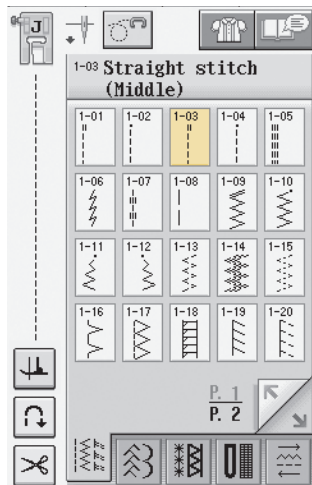 J
1-03 Straight stitch
(Middle)
1-01 1-02 1-03 1-04 1-05
1-06 1-07 1-08 1-09 1-10
1-11 1-12 1-13 1-14 1-15
1-16 1-17 1-18 1-19 1-20
P. 1
P. 2